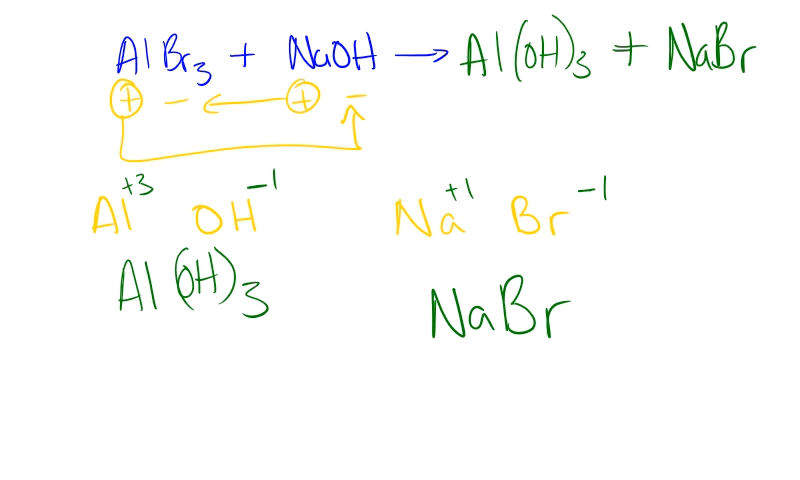 AlBr₃ + NaOH → Al(OH)₃ + NaBr
⊕ − ← ⊕ −
Al⁺³ OH⁻¹ Na⁺¹ Br⁻¹
Al(OH)₃ NaBr